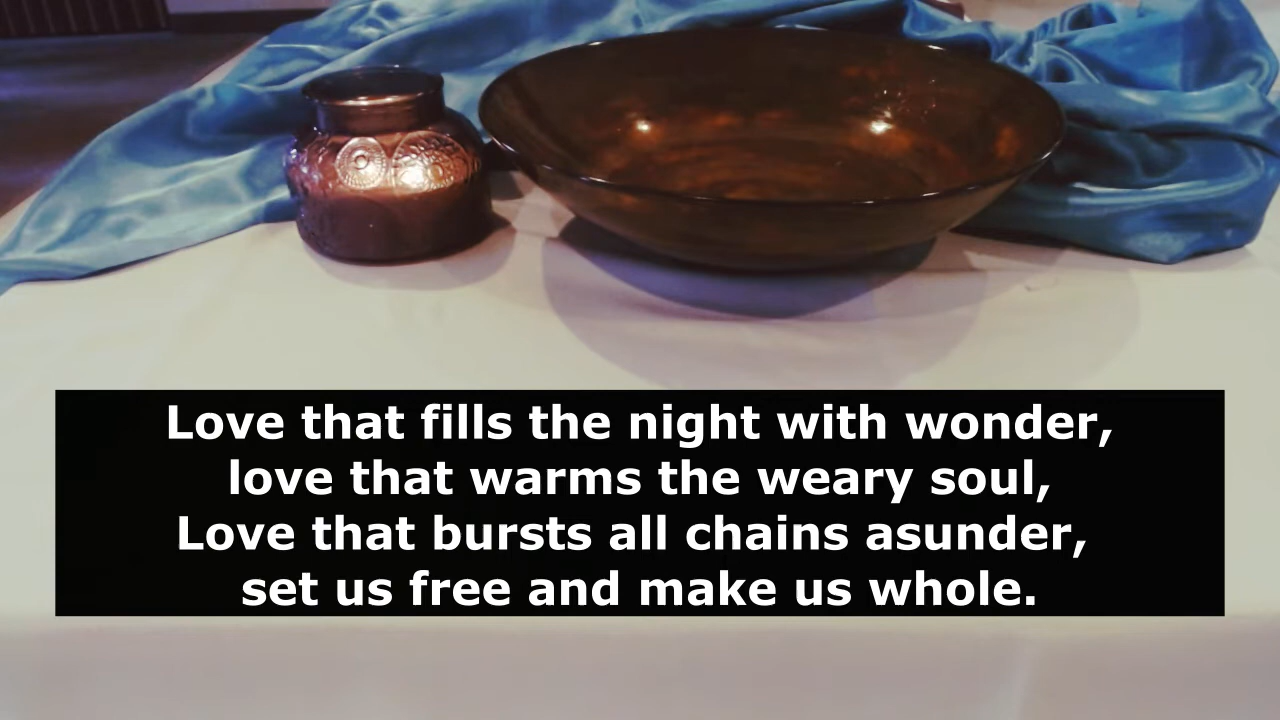 Love that fills the night with wonder,
love that warms the weary soul,
Love that bursts all chains asunder,
set us free and make us whole.